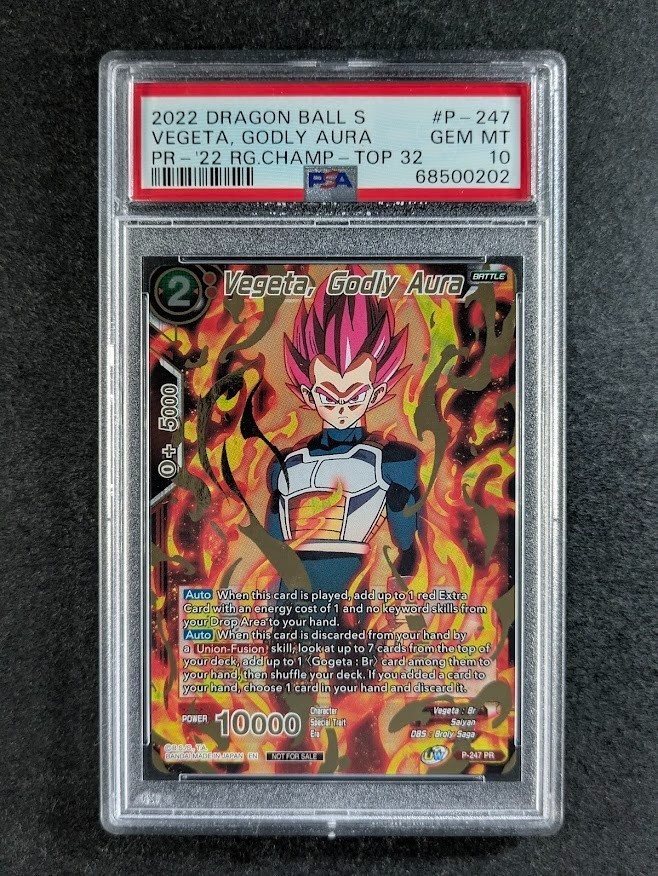 2022 DRAGON BALL S #P-247
VEGETA, GODLY AURA GEM MT
PR-'22 RG.CHAMP-TOP 32 10
PSA 68500202
2 Vegeta, Godly Aura BATTLE
0+ 5000
Auto When this card is played, add up to 1 red Extra
Card with an energy cost of 1 and no keyword skills from
your Drop Area to your hand.
Auto When this card is discarded from your hand by
a Union-Fusion skill, look at up to 7 cards from the top of
your deck, add up to 1 〈Gogeta : Br〉 card among them to
your hand, then shuffle your deck. If you added a card to
your hand, choose 1 card in your hand and discard it.
POWER 10000
Character Vegeta : Br
Special Trait Saiyan
Era DBS : Broly Saga
BANDAI MADE IN JAPAN EN NOT FOR SALE
UW P-247 PR